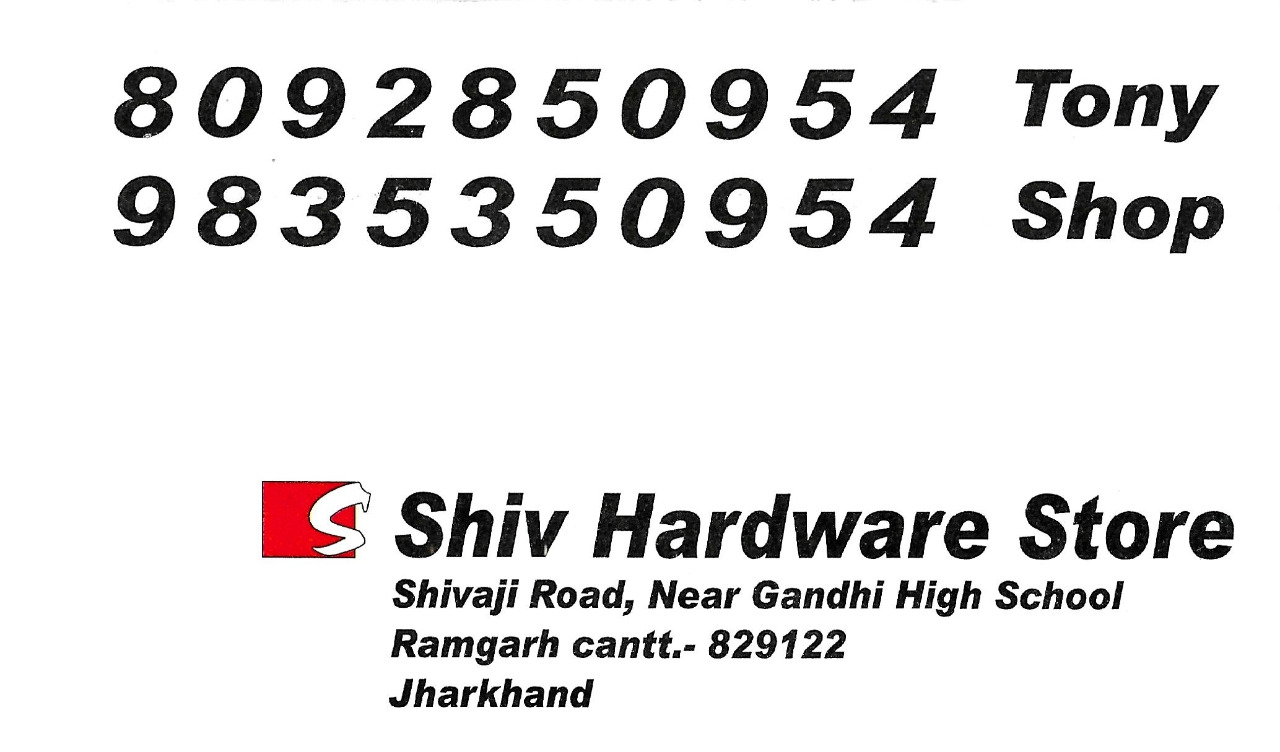 8092850954 Tony
9835350954 Shop
Shiv Hardware Store
Shivaji Road, Near Gandhi High School
Ramgarh cantt.- 829122
Jharkhand